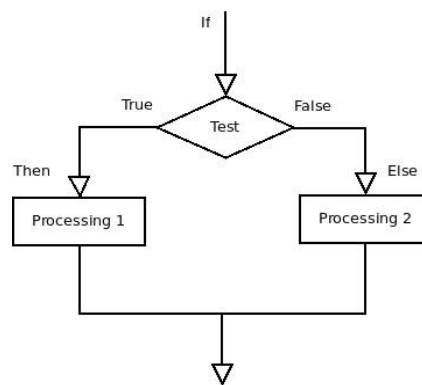 If
True
False
Test
Then
Else
Processing 1
Processing 2